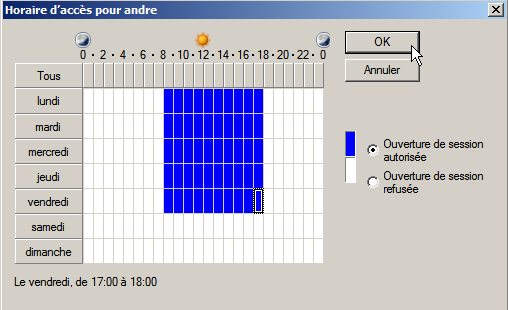 Horaire d'accès pour andre
OK
0 · 2 · 4 · 6 · 8 · 10 · 12 · 14 · 16 · 18 · 20 · 22 · 0
Annuler
Tous
lundi
mardi
mercredi
jeudi
vendredi
samedi
dimanche
Ouverture de session
autorisée
Ouverture de session
refusée
Le vendredi, de 17:00 à 18:00